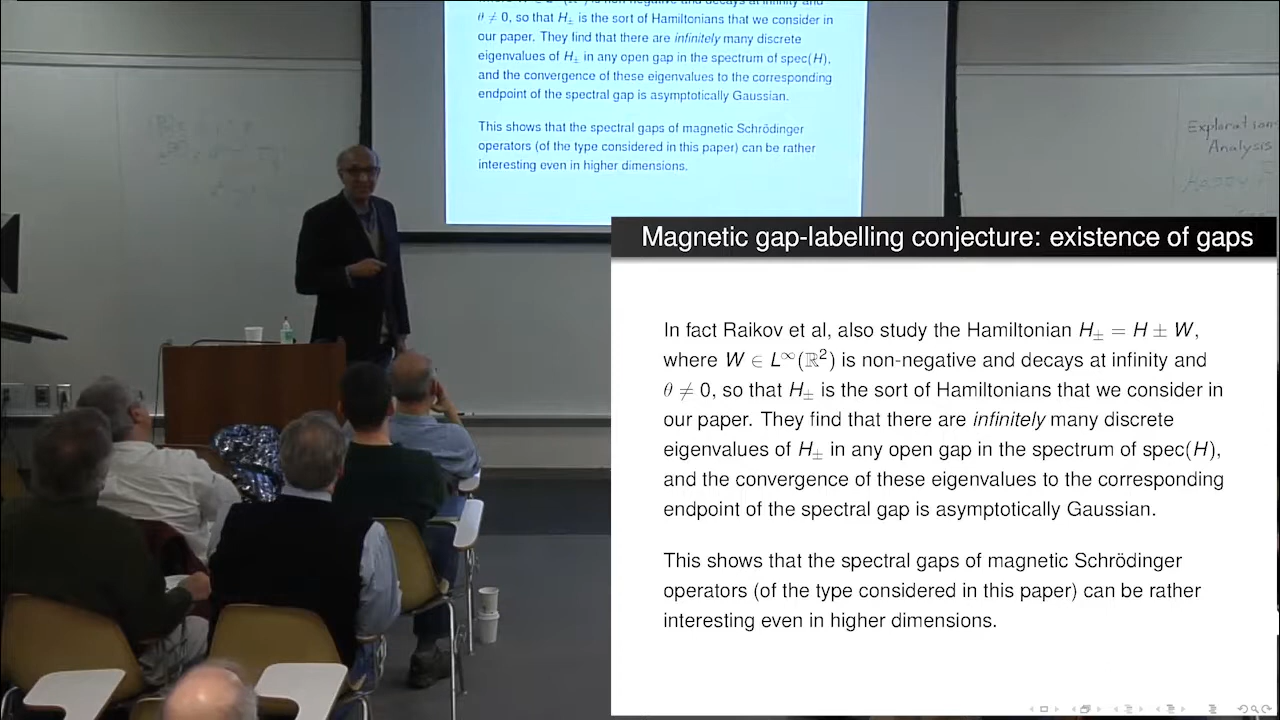 θ ≠ 0, so that H± is the sort of Hamiltonians that we consider in
our paper. They find that there are infinitely many discrete
eigenvalues of H± in any open gap in the spectrum of spec(H),
and the convergence of these eigenvalues to the corresponding
endpoint of the spectral gap is asymptotically Gaussian.
This shows that the spectral gaps of magnetic Schrödinger
operators (of the type considered in this paper) can be rather
interesting even in higher dimensions.
Explorations
Analysis
Magnetic gap-labelling conjecture: existence of gaps
In fact Raikov et al, also study the Hamiltonian H± = H ± W,
where W ∈ L∞(ℝ²) is non-negative and decays at infinity and
θ ≠ 0, so that H± is the sort of Hamiltonians that we consider in
our paper. They find that there are infinitely many discrete
eigenvalues of H± in any open gap in the spectrum of spec(H),
and the convergence of these eigenvalues to the corresponding
endpoint of the spectral gap is asymptotically Gaussian.
This shows that the spectral gaps of magnetic Schrödinger
operators (of the type considered in this paper) can be rather
interesting even in higher dimensions.